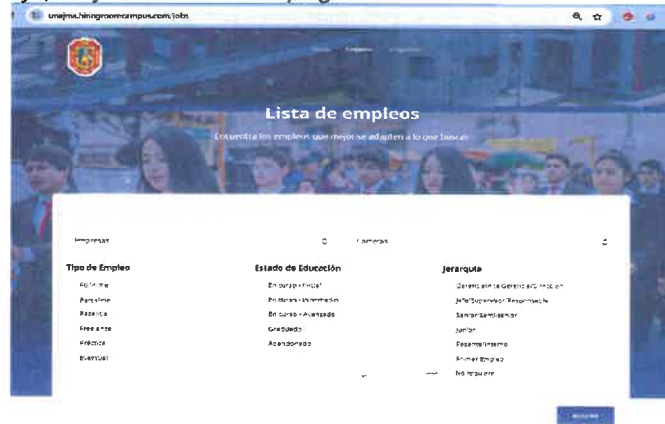 unajma.hiringroomcampus.com/jobs
Lista de empleos
Encuentra los empleos que mejor se adapten a lo que buscas
Empresas
Carreras
Tipo de Empleo
Full-time
Part-time
Pasantía
Freelance
Práctica
Eventual
Estado de Educación
En curso - Inicial
En curso - Intermedio
En curso - Avanzado
Graduado
Abandonado
Jerarquía
Jefe/Supervisor/Responsable
Senior/Semi-senior
Junior
Pasante/Interno
Primer Empleo
No requiere